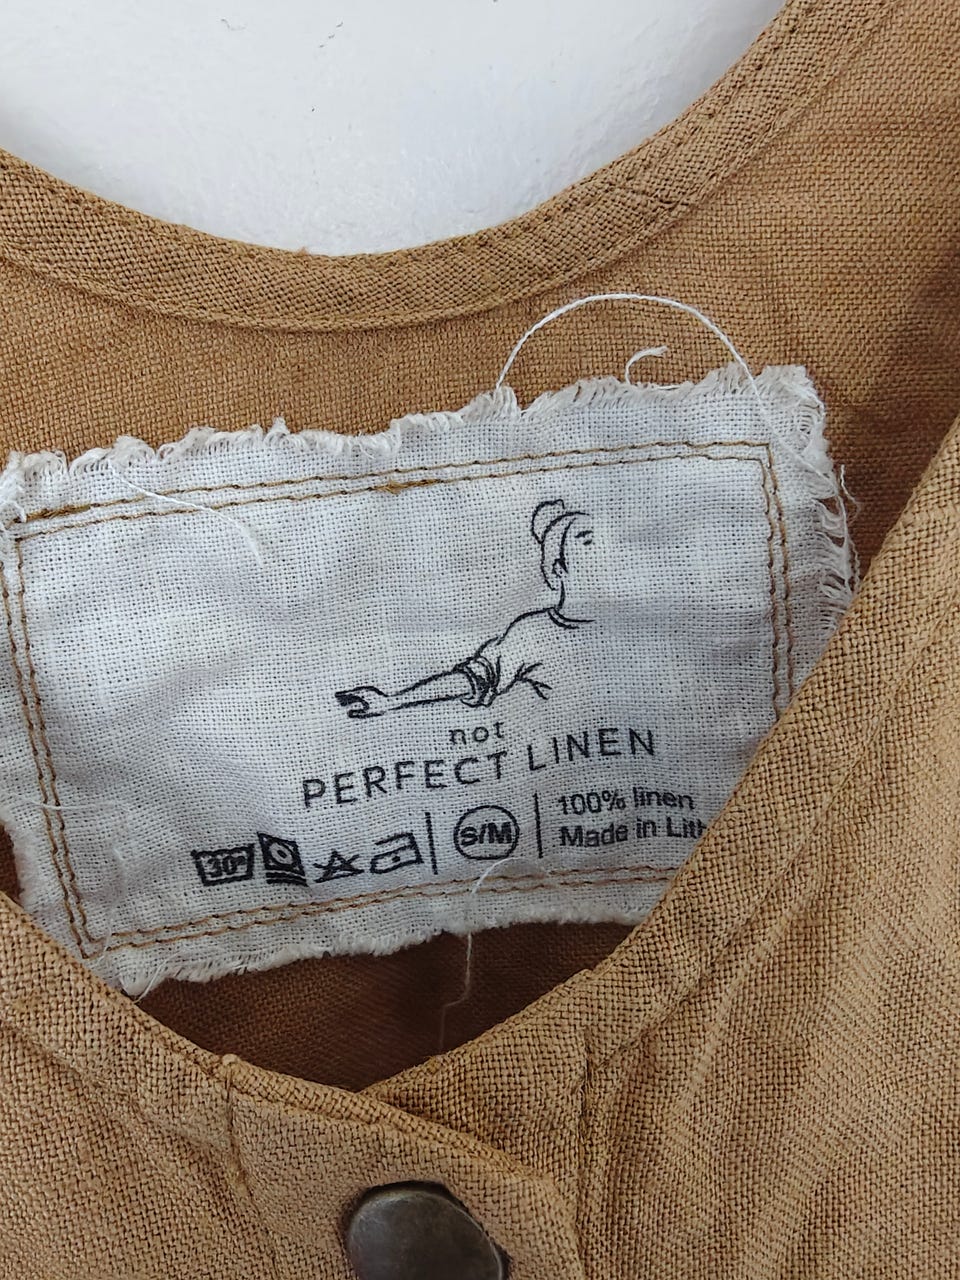 not
PERFECT LINEN
30°
S/M
100% linen
Made in Lith